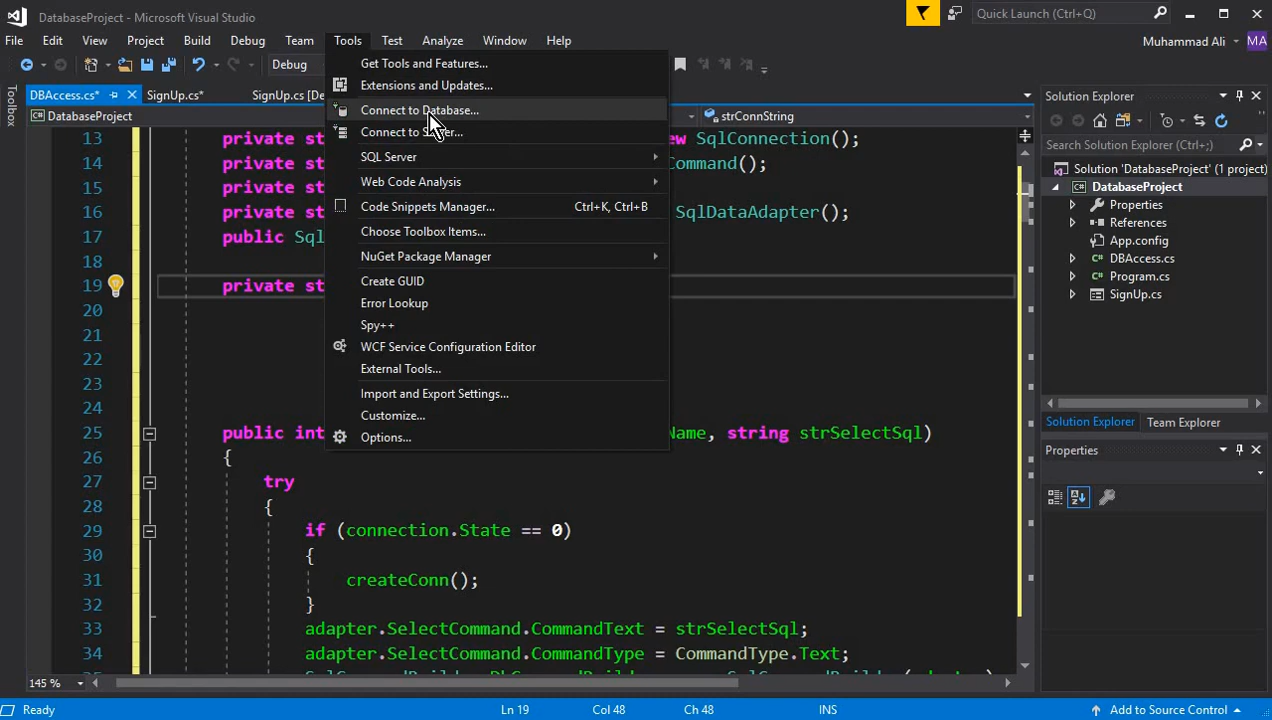 DatabaseProject - Microsoft Visual Studio
Quick Launch (Ctrl+Q)
File Edit View Project Build Debug Team Tools Test Analyze Window Help
Muhammad Ali MA
Debug
Get Tools and Features...
Extensions and Updates...
Connect to Database...
Connect to
SQL Server
Web Code Analysis
Code Snippets Manager... Ctrl+K, Ctrl+B
Choose Toolbox Items...
NuGet Package Manager
Create GUID
Error Lookup
Spy++
WCF Service Configuration Editor
External Tools...
Import and Export Settings...
Customize...
Options...
Toolbox
DBAccess.cs* SignUp.cs* SignUp.cs [De
DatabaseProject strConnString
13 private st SqlConnection();
14 private st
15 private st
16 private st SqlDataAdapter();
17 public Sql
18
19 private st
20
21
22
23
24
25 public int Name, string strSelectSql)
26 {
27 try
28 {
29 if (connection.State == 0)
30 {
31 createConn();
32 }
33 adapter.SelectCommand.CommandText = strSelectSql;
34 adapter.SelectCommand.CommandType = CommandType.Text;
145 %
Solution Explorer
Search Solution Explorer (Ctrl+;)
Solution 'DatabaseProject' (1 project)
DatabaseProject
Properties
References
App.config
DBAccess.cs
Program.cs
SignUp.cs
Solution Explorer Team Explorer
Properties
Ready Ln 19 Col 48 Ch 48 INS Add to Source Control